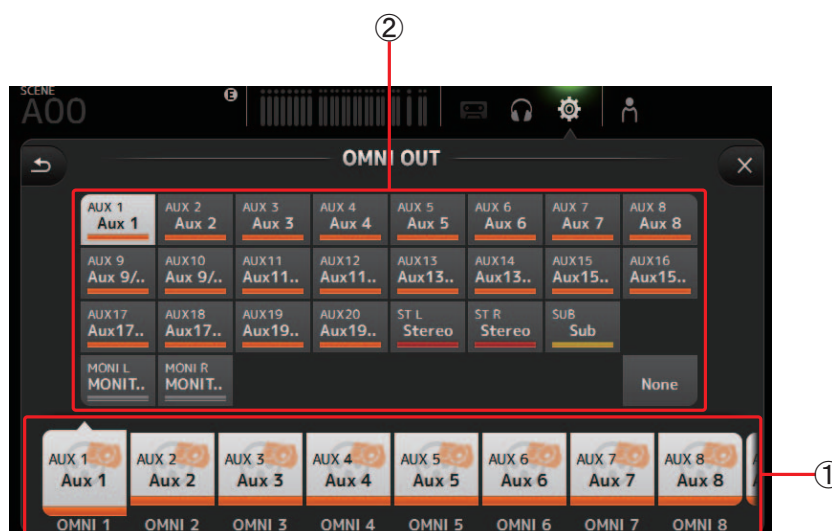 ②
SCENE
A00
E
OMNI OUT
AUX 1 AUX 2 AUX 3 AUX 4 AUX 5 AUX 6 AUX 7 AUX 8
Aux 1 Aux 2 Aux 3 Aux 4 Aux 5 Aux 6 Aux 7 Aux 8
AUX 9 AUX10 AUX11 AUX12 AUX13 AUX14 AUX15 AUX16
Aux 9/.. Aux 9/.. Aux11.. Aux11.. Aux13.. Aux13.. Aux15.. Aux15..
AUX17 AUX18 AUX19 AUX20 ST L ST R SUB
Aux17.. Aux17.. Aux19.. Aux19.. Stereo Stereo Sub
MONI L MONI R
MONIT.. MONIT.. None
AUX 1 AUX 2 AUX 3 AUX 4 AUX 5 AUX 6 AUX 7 AUX 8
Aux 1 Aux 2 Aux 3 Aux 4 Aux 5 Aux 6 Aux 7 Aux 8
①
OMNI 1 OMNI 2 OMNI 3 OMNI 4 OMNI 5 OMNI 6 OMNI 7 OMNI 8